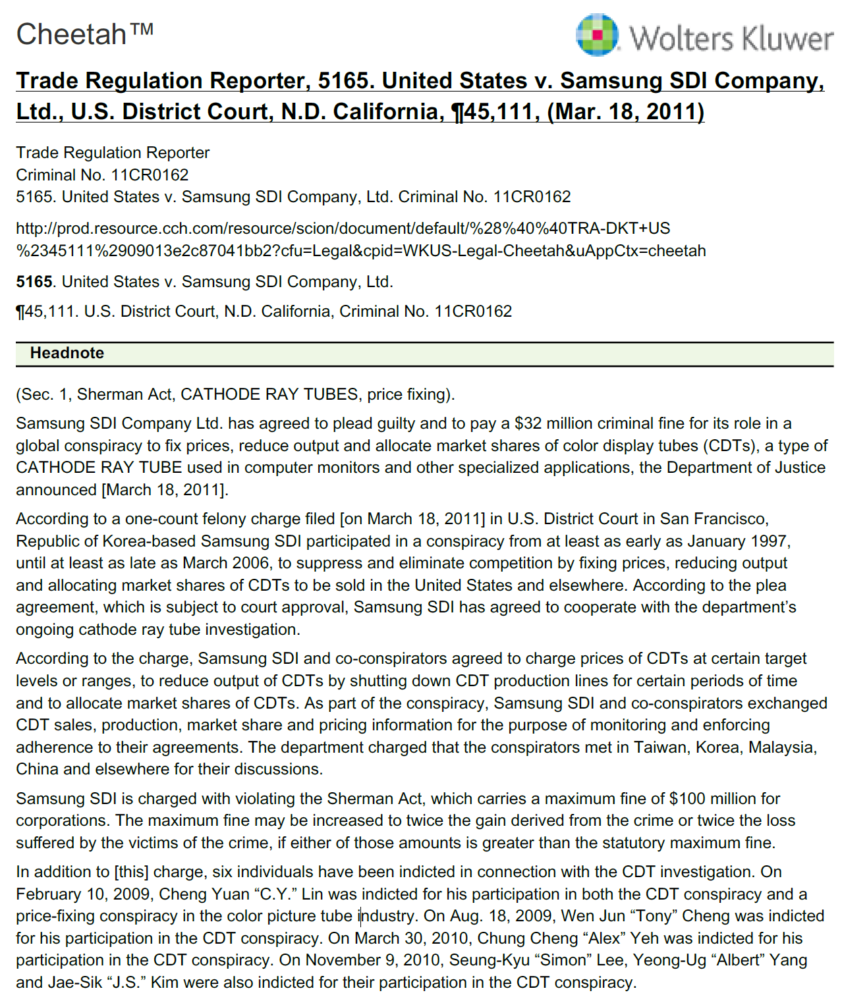 Cheetah™
Wolters Kluwer
Trade Regulation Reporter, 5165. United States v. Samsung SDI Company,
Ltd., U.S. District Court, N.D. California, ¶45,111, (Mar. 18, 2011)
Trade Regulation Reporter
Criminal No. 11CR0162
5165. United States v. Samsung SDI Company, Ltd. Criminal No. 11CR0162
http://prod.resource.cch.com/resource/scion/document/default/%28%40%40TRA-DKT+US
%2345111%2909013e2c87041bb2?cfu=Legal&cpid=WKUS-Legal-Cheetah&uAppCtx=cheetah
5165. United States v. Samsung SDI Company, Ltd.
¶45,111. U.S. District Court, N.D. California, Criminal No. 11CR0162
Headnote
(Sec. 1, Sherman Act, CATHODE RAY TUBES, price fixing).
Samsung SDI Company Ltd. has agreed to plead guilty and to pay a $32 million criminal fine for its role in a
global conspiracy to fix prices, reduce output and allocate market shares of color display tubes (CDTs), a type of
CATHODE RAY TUBE used in computer monitors and other specialized applications, the Department of Justice
announced [March 18, 2011].
According to a one-count felony charge filed [on March 18, 2011] in U.S. District Court in San Francisco,
Republic of Korea-based Samsung SDI participated in a conspiracy from at least as early as January 1997,
until at least as late as March 2006, to suppress and eliminate competition by fixing prices, reducing output
and allocating market shares of CDTs to be sold in the United States and elsewhere. According to the plea
agreement, which is subject to court approval, Samsung SDI has agreed to cooperate with the department’s
ongoing cathode ray tube investigation.
According to the charge, Samsung SDI and co-conspirators agreed to charge prices of CDTs at certain target
levels or ranges, to reduce output of CDTs by shutting down CDT production lines for certain periods of time
and to allocate market shares of CDTs. As part of the conspiracy, Samsung SDI and co-conspirators exchanged
CDT sales, production, market share and pricing information for the purpose of monitoring and enforcing
adherence to their agreements. The department charged that the conspirators met in Taiwan, Korea, Malaysia,
China and elsewhere for their discussions.
Samsung SDI is charged with violating the Sherman Act, which carries a maximum fine of $100 million for
corporations. The maximum fine may be increased to twice the gain derived from the crime or twice the loss
suffered by the victims of the crime, if either of those amounts is greater than the statutory maximum fine.
In addition to [this] charge, six individuals have been indicted in connection with the CDT investigation. On
February 10, 2009, Cheng Yuan “C.Y.” Lin was indicted for his participation in both the CDT conspiracy and a
price-fixing conspiracy in the color picture tube industry. On Aug. 18, 2009, Wen Jun “Tony” Cheng was indicted
for his participation in the CDT conspiracy. On March 30, 2010, Chung Cheng “Alex” Yeh was indicted for his
participation in the CDT conspiracy. On November 9, 2010, Seung-Kyu “Simon” Lee, Yeong-Ug “Albert” Yang
and Jae-Sik “J.S.” Kim were also indicted for their participation in the CDT conspiracy.